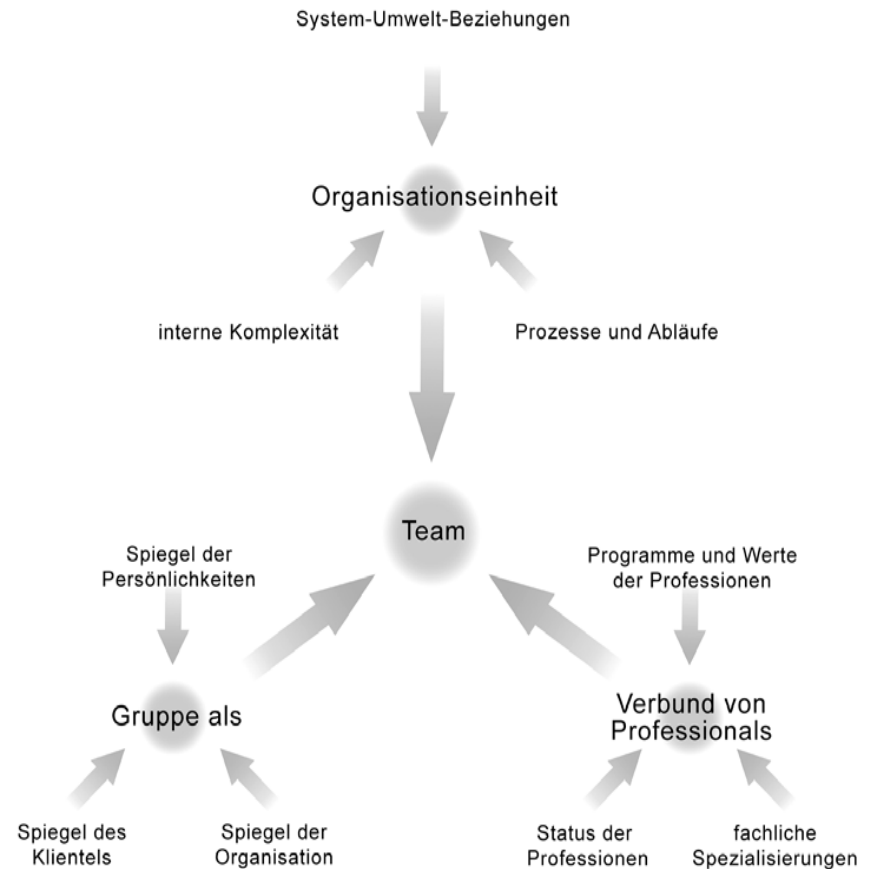 System-Umwelt-Beziehungen
Organisationseinheit
interne Komplexität
Prozesse und Abläufe
Team
Spiegel der
Persönlichkeiten
Programme und Werte
der Professionen
Gruppe als
Verbund von
Professionals
Spiegel des
Klientels
Spiegel der
Organisation
Status der
Professionen
fachliche
Spezialisierungen